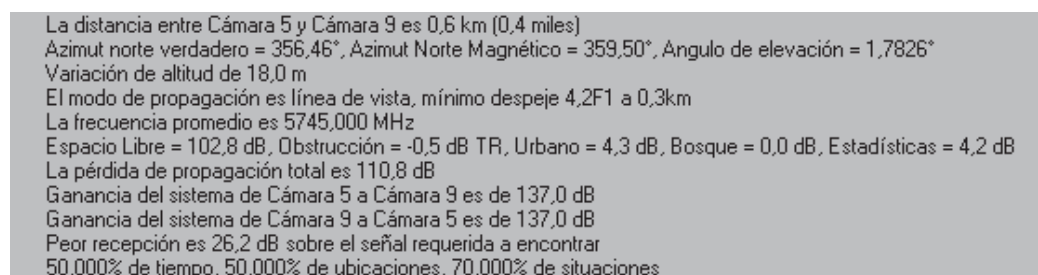 La distancia entre Cámara 5 y Cámara 9 es 0,6 km (0,4 miles)
Azimut norte verdadero = 356,46°, Azimut Norte Magnético = 359,50°, Angulo de elevación = 1,7826°
Variación de altitud de 18,0 m
El modo de propagación es línea de vista, mínimo despeje 4,2F1 a 0,3km
La frecuencia promedio es 5745,000 MHz
Espacio Libre = 102,8 dB, Obstrucción = -0,5 dB TR, Urbano = 4,3 dB, Bosque = 0,0 dB, Estadísticas = 4,2 dB
La pérdida de propagación total es 110,8 dB
Ganancia del sistema de Cámara 5 a Cámara 9 es de 137,0 dB
Ganancia del sistema de Cámara 9 a Cámara 5 es de 137,0 dB
Peor recepción es 26,2 dB sobre el señal requerida a encontrar
50,000% de tiempo, 50,000% de ubicaciones, 70,000% de situaciones